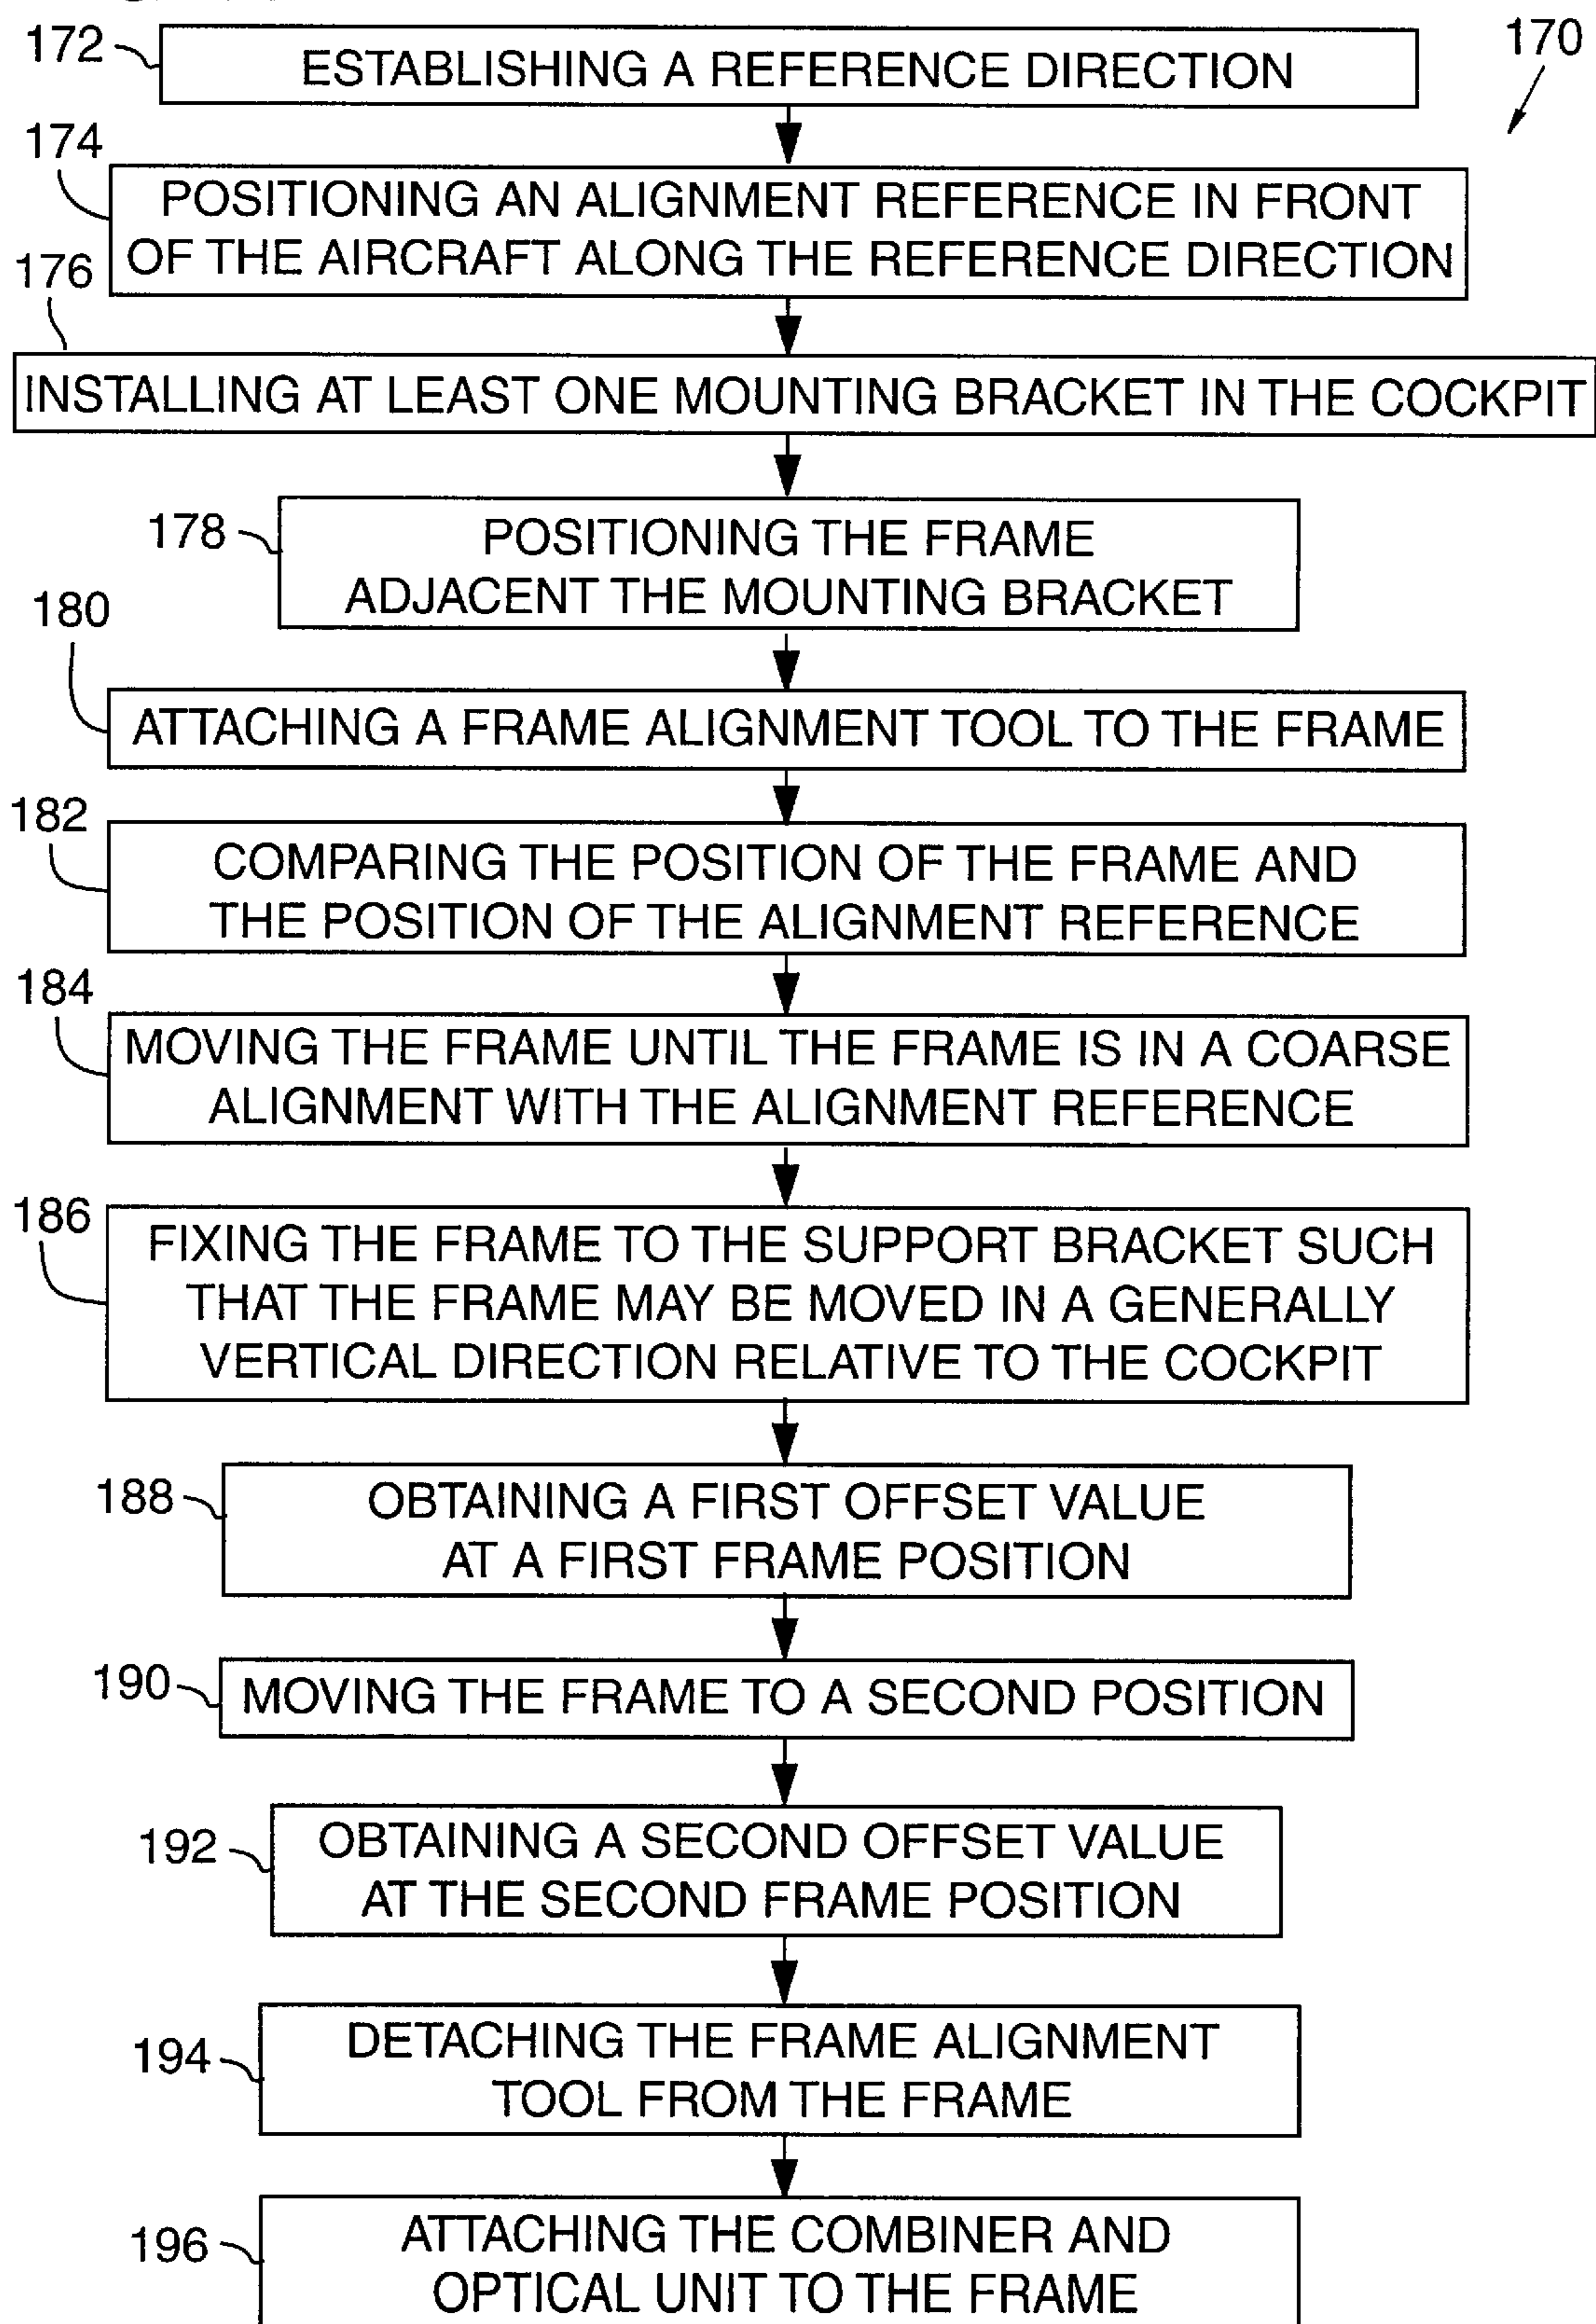 170
172
ESTABLISHING A REFERENCE DIRECTION
174
POSITIONING AN ALIGNMENT REFERENCE IN FRONT
OF THE AIRCRAFT ALONG THE REFERENCE DIRECTION
176
INSTALLING AT LEAST ONE MOUNTING BRACKET IN THE COCKPIT
178
POSITIONING THE FRAME
ADJACENT THE MOUNTING BRACKET
180
ATTACHING A FRAME ALIGNMENT TOOL TO THE FRAME
182
COMPARING THE POSITION OF THE FRAME AND
THE POSITION OF THE ALIGNMENT REFERENCE
184
MOVING THE FRAME UNTIL THE FRAME IS IN A COARSE
ALIGNMENT WITH THE ALIGNMENT REFERENCE
186
FIXING THE FRAME TO THE SUPPORT BRACKET SUCH
THAT THE FRAME MAY BE MOVED IN A GENERALLY
VERTICAL DIRECTION RELATIVE TO THE COCKPIT
188
OBTAINING A FIRST OFFSET VALUE
AT A FIRST FRAME POSITION
190
MOVING THE FRAME TO A SECOND POSITION
192
OBTAINING A SECOND OFFSET VALUE
AT THE SECOND FRAME POSITION
194
DETACHING THE FRAME ALIGNMENT
TOOL FROM THE FRAME
196
ATTACHING THE COMBINER AND
OPTICAL UNIT TO THE FRAME